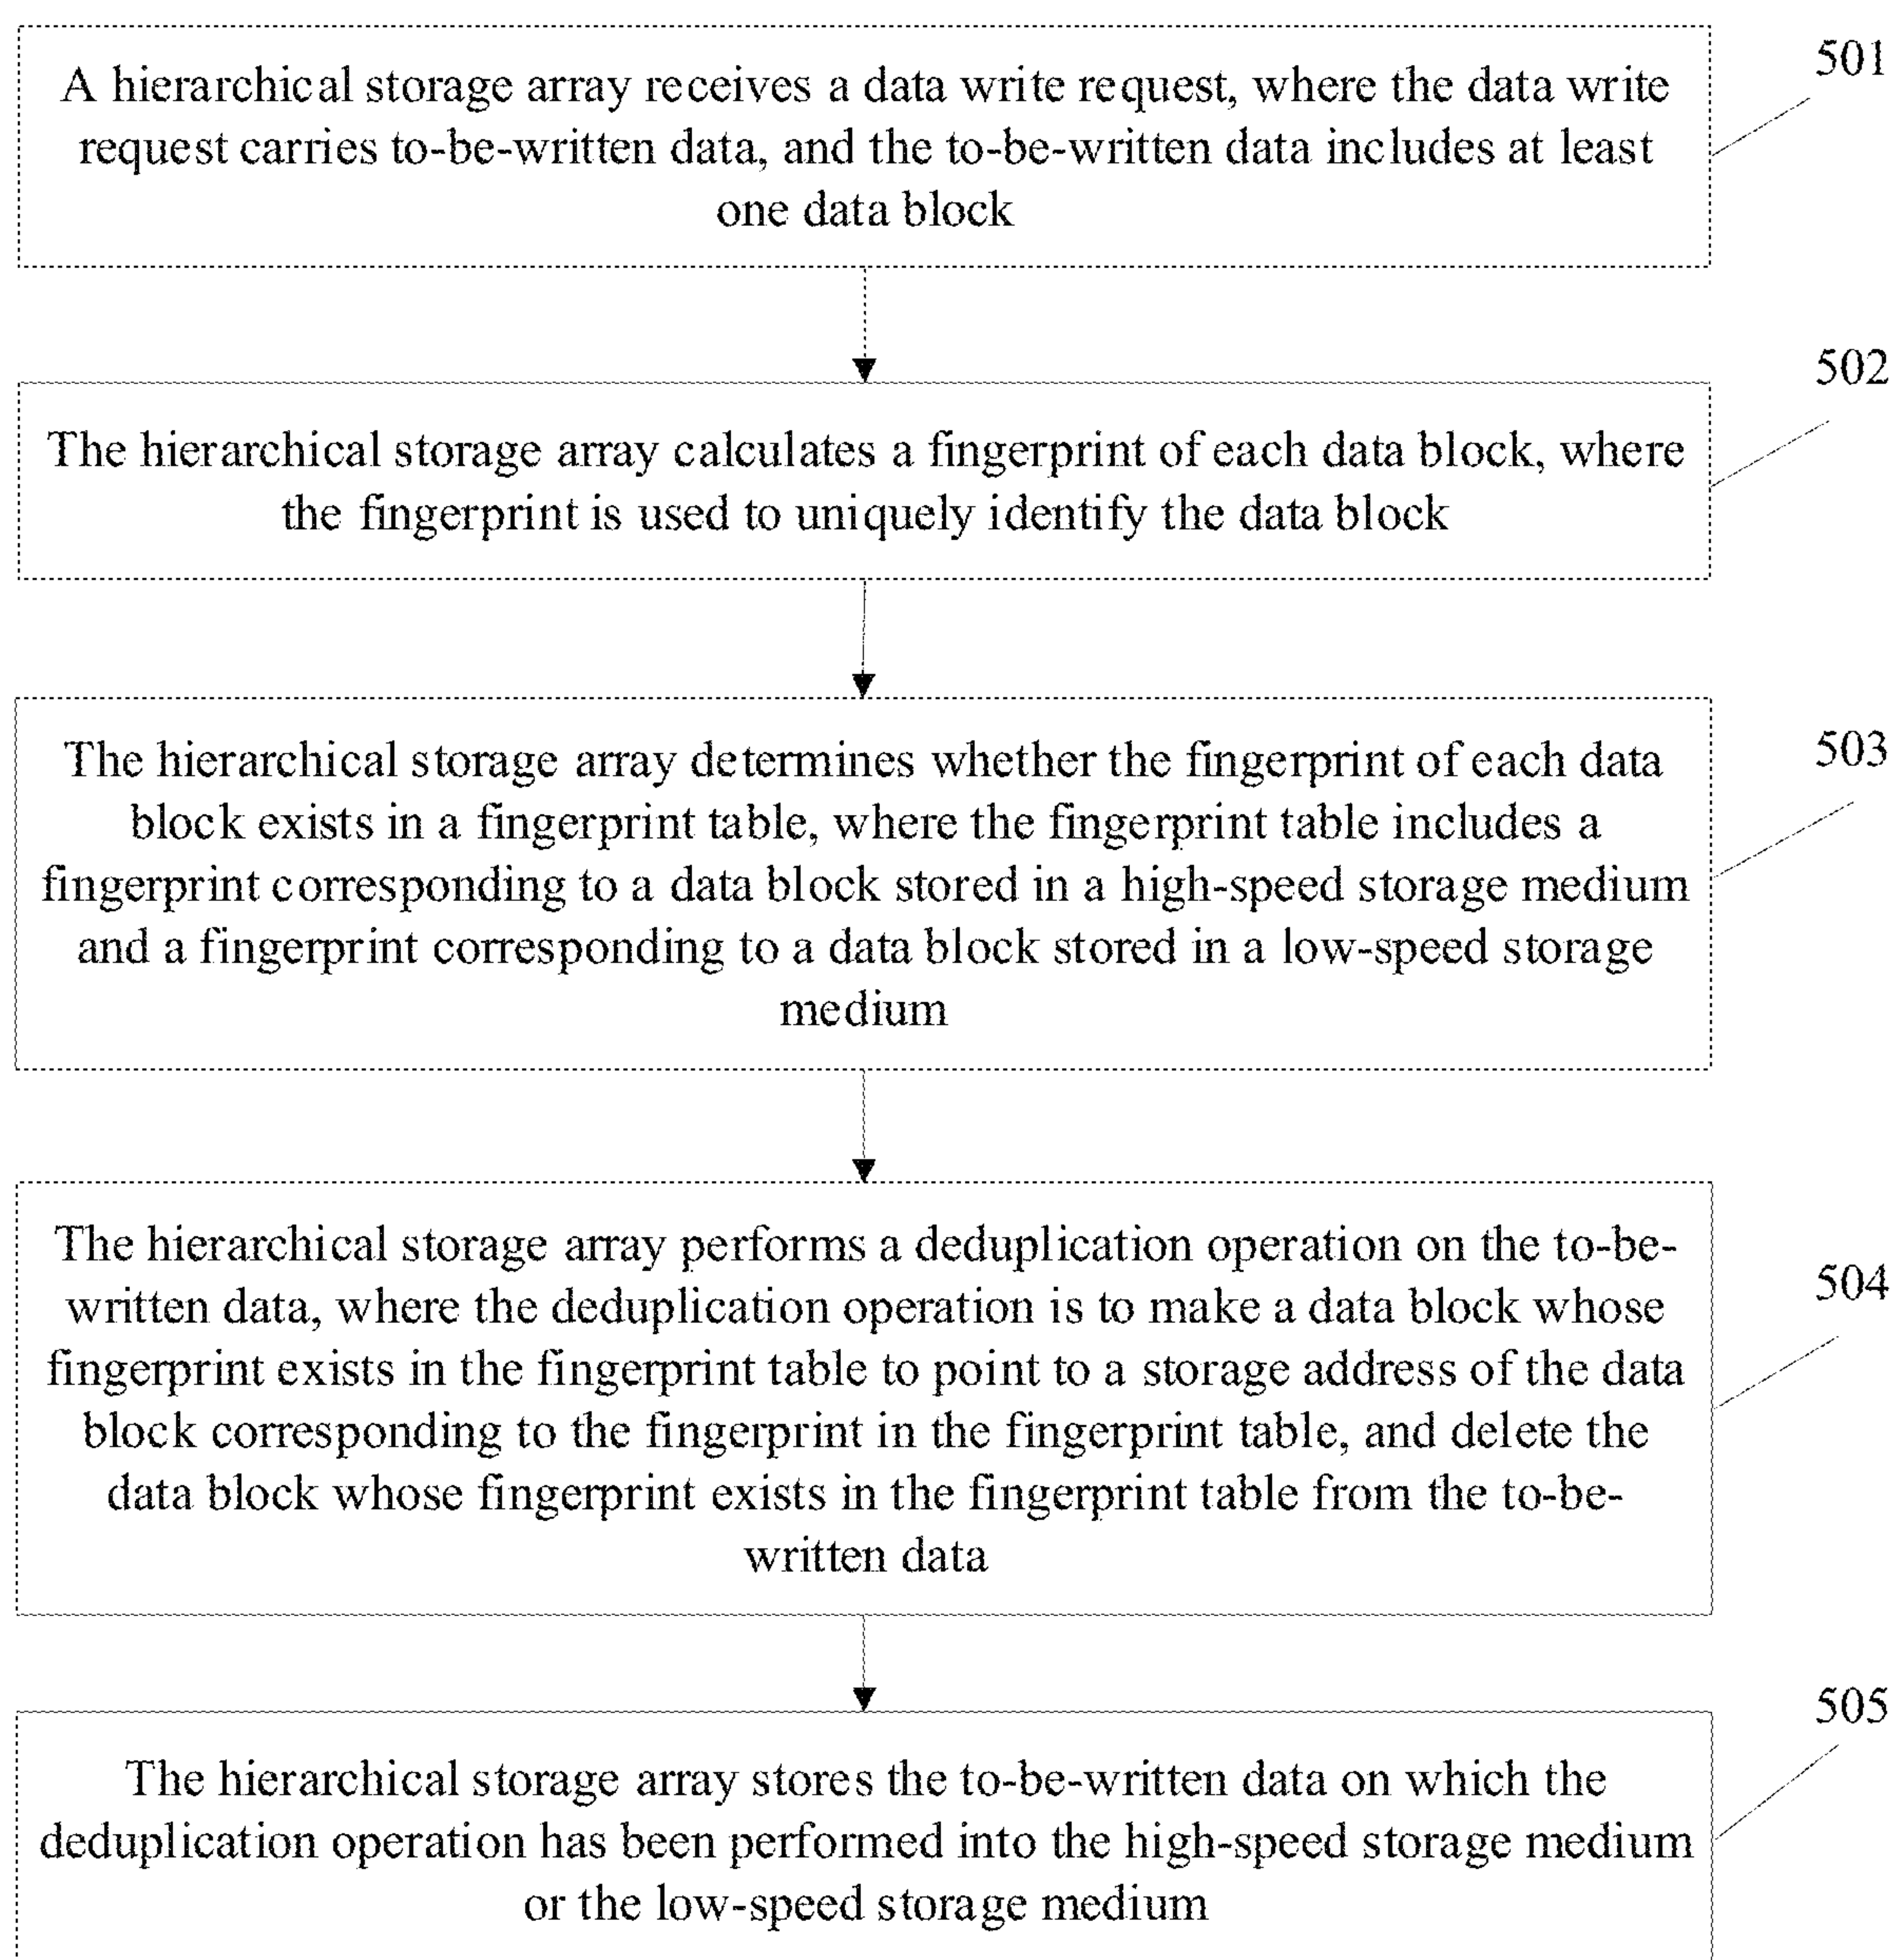 A hierarchical storage array receives a data write request, where the data write
request carries to-be-written data, and the to-be-written data includes at least
one data block
501
The hierarchical storage array calculates a fingerprint of each data block, where
the fingerprint is used to uniquely identify the data block
502
The hierarchical storage array determines whether the fingerprint of each data
block exists in a fingerprint table, where the fingerprint table includes a
fingerprint corresponding to a data block stored in a high-speed storage medium
and a fingerprint corresponding to a data block stored in a low-speed storage
medium
503
The hierarchical storage array performs a deduplication operation on the to-be-
written data, where the deduplication operation is to make a data block whose
fingerprint exists in the fingerprint table to point to a storage address of the data
block corresponding to the fingerprint in the fingerprint table, and delete the
data block whose fingerprint exists in the fingerprint table from the to-be-
written data
504
The hierarchical storage array stores the to-be-written data on which the
deduplication operation has been performed into the high-speed storage medium
or the low-speed storage medium
505